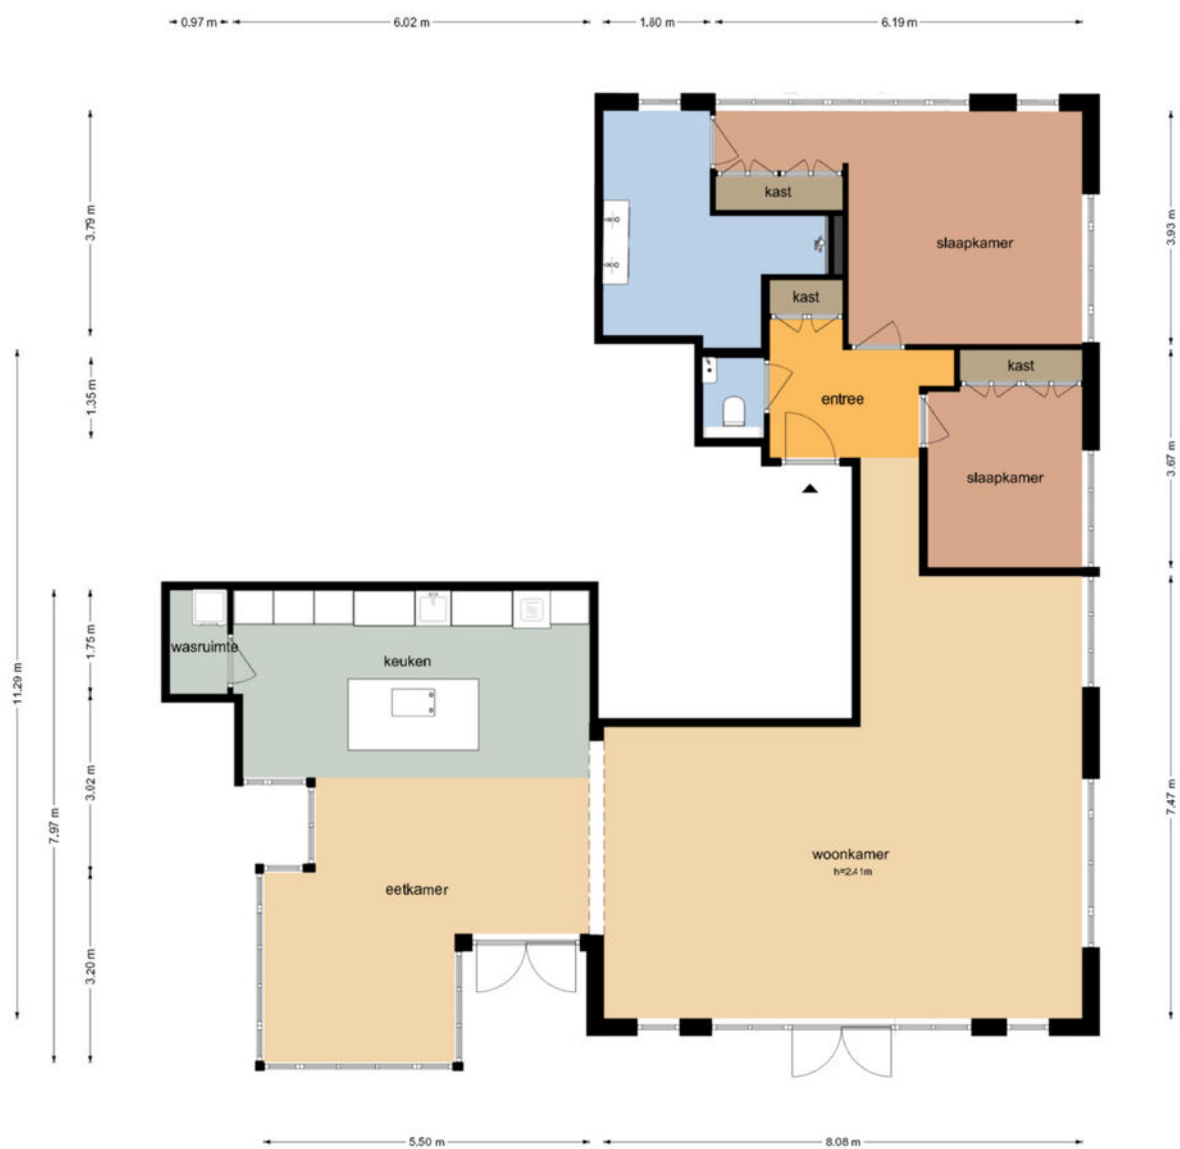 0.97 m
6.02 m
1.80 m
6.19 m
kast
slaapkamer
kast
entree
kast
slaapkamer
wasruimte
keuken
woonkamer
h=2.41m
eetkamer
3.79 m
1.35 m
11.29 m
1.75 m
3.02 m
7.97 m
3.20 m
3.93 m
3.67 m
7.47 m
5.50 m
8.08 m